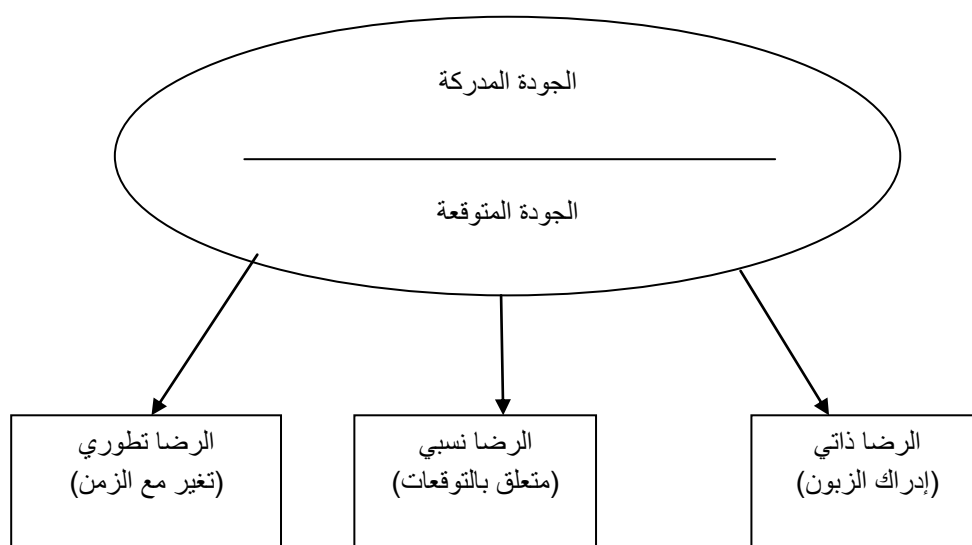 الجودة المدركة
الجودة المتوقعة
الرضا ذاتي
(إدراك الزبون)
الرضا نسبي
(متعلق بالتوقعات)
الرضا تطوري
(تغير مع الزمن)